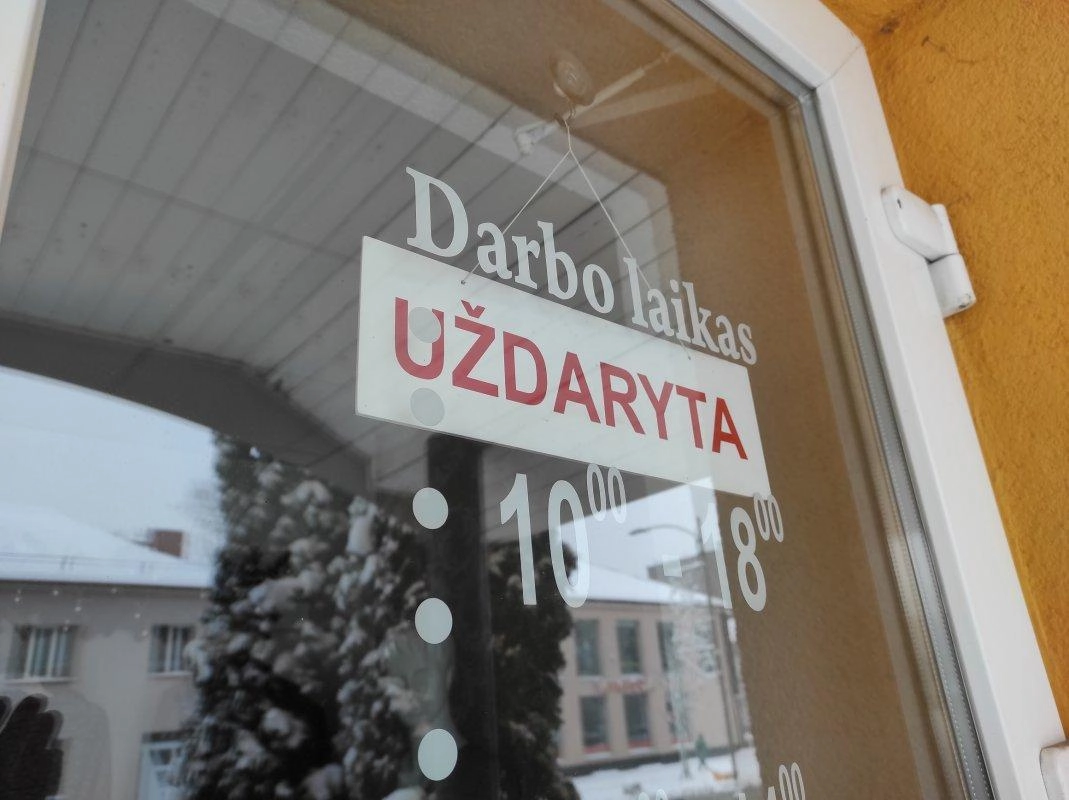 Darbo laikas
UŽDARYTA
10⁰⁰ - 18⁰⁰